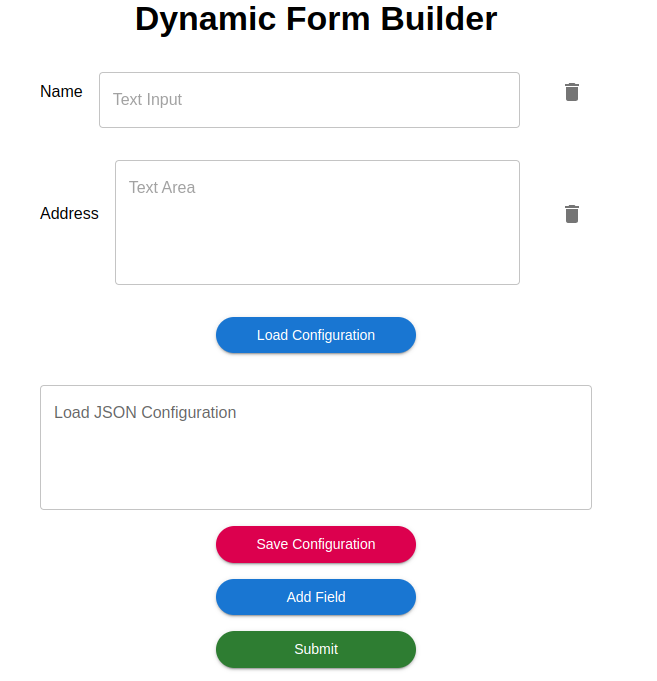 Dynamic Form Builder
Name
Text Input
Text Area
Address
Load Configuration
Load JSON Configuration
Save Configuration
Add Field
Submit